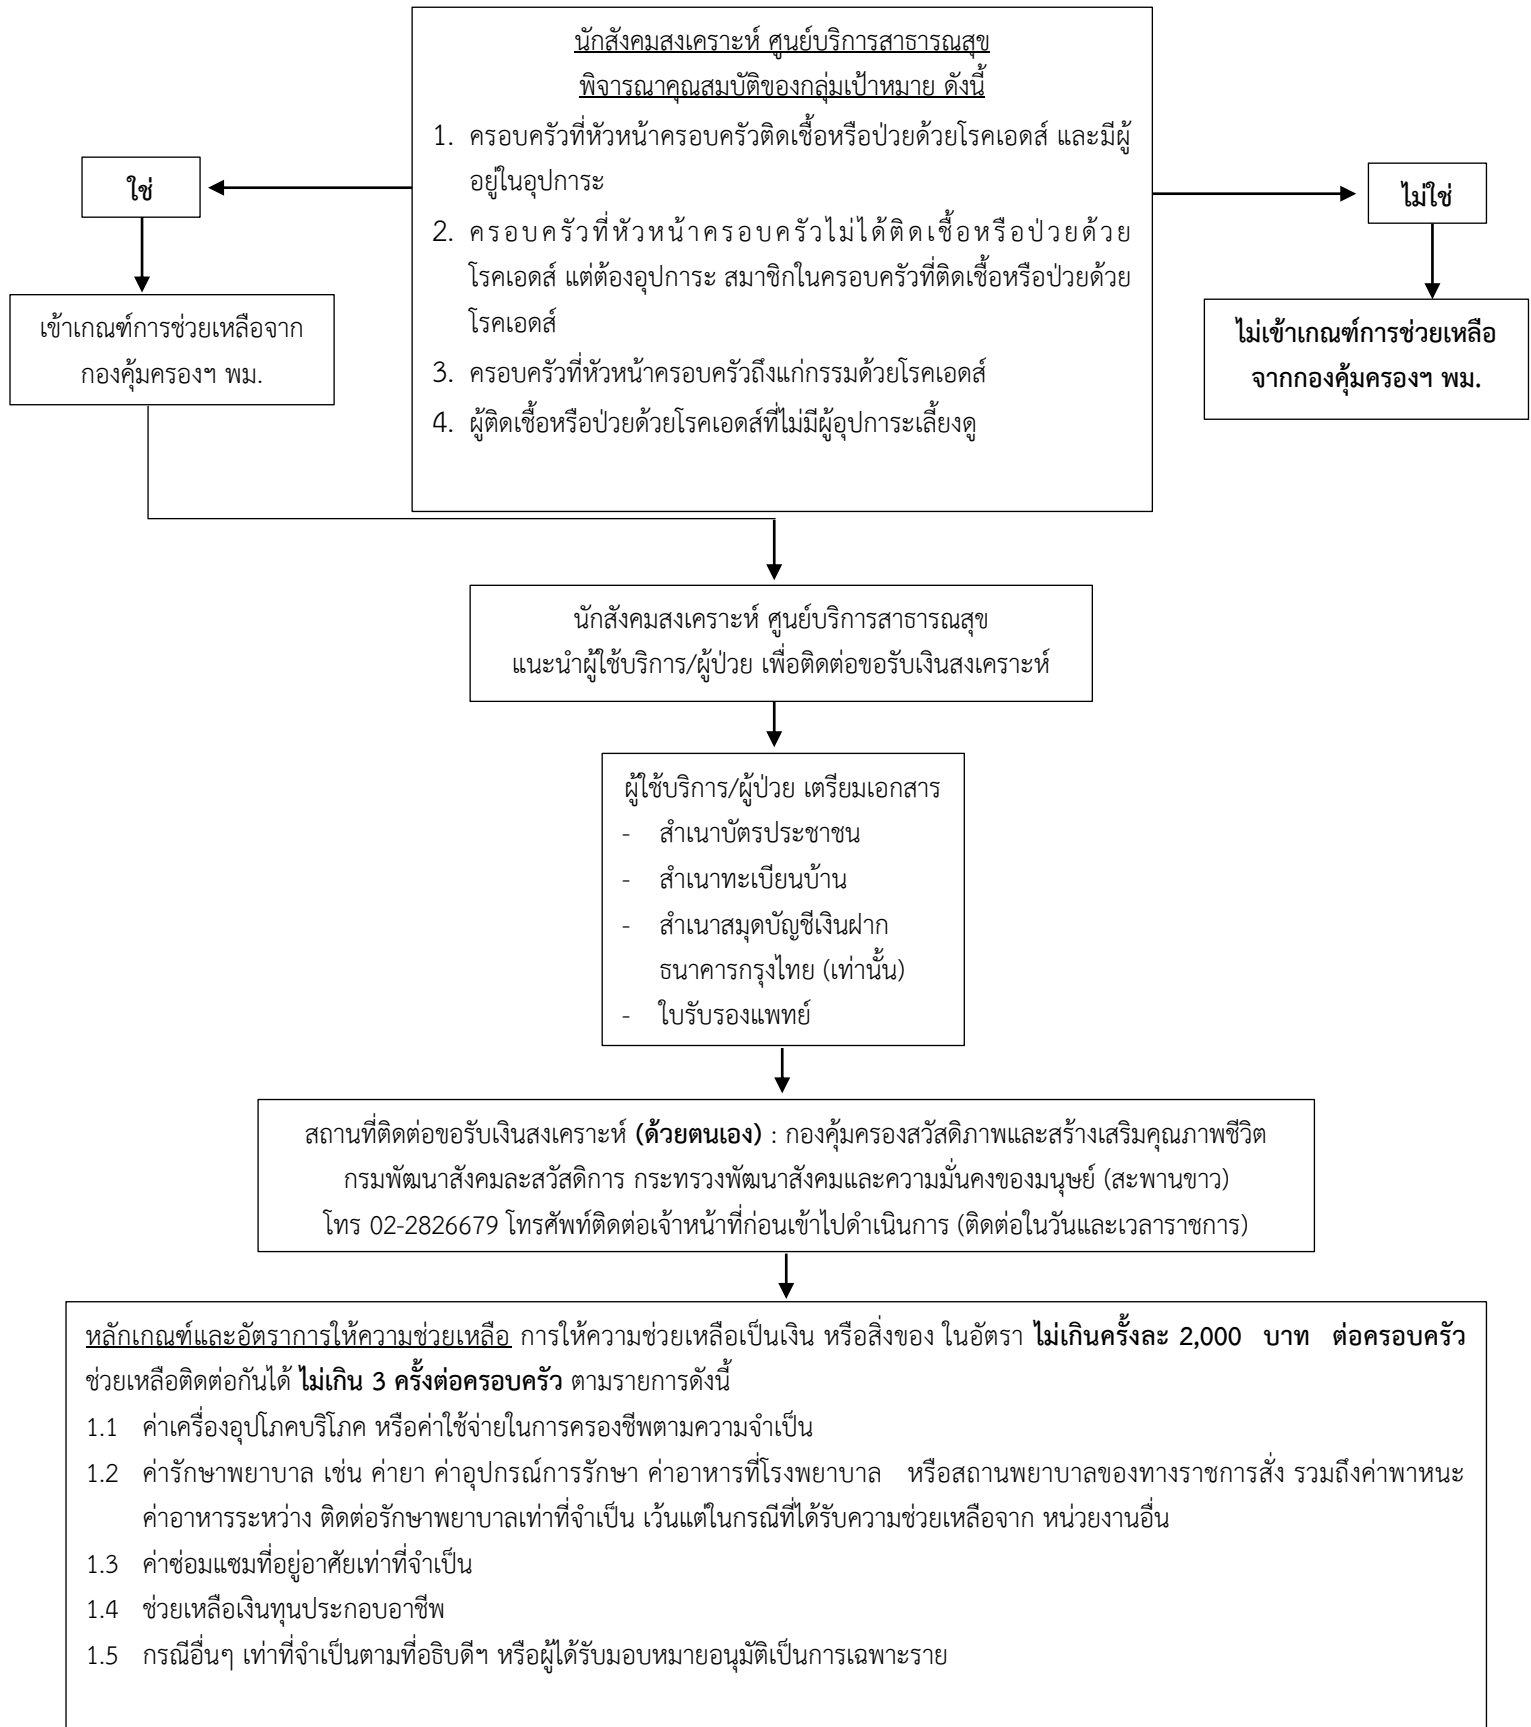 นักสังคมสงเคราะห์ ศูนย์บริการสาธารณสุข
พิจารณาคุณสมบัติของกลุ่มเป้าหมาย ดังนี้
1. ครอบครัวที่หัวหน้าครอบครัวติดเชื้อหรือป่วยด้วยโรคเอดส์ และมีผู้
อยู่ในอุปการะ
2. ครอบครัวที่หัวหน้าครอบครัวไม่ได้ติดเชื้อหรือป่วยด้วย
โรคเอดส์ แต่ต้องอุปการะ สมาชิกในครอบครัวที่ติดเชื้อหรือป่วยด้วย
โรคเอดส์
3. ครอบครัวที่หัวหน้าครอบครัวถึงแก่กรรมด้วยโรคเอดส์
4. ผู้ติดเชื้อหรือป่วยด้วยโรคเอดส์ที่ไม่มีผู้อุปการะเลี้ยงดู
ใช่
ไม่ใช่
เข้าเกณฑ์การช่วยเหลือจาก
กองคุ้มครองฯ พม.
ไม่เข้าเกณฑ์การช่วยเหลือ
จากกองคุ้มครองฯ พม.
นักสังคมสงเคราะห์ ศูนย์บริการสาธารณสุข
แนะนำผู้ใช้บริการ/ผู้ป่วย เพื่อติดต่อขอรับเงินสงเคราะห์
ผู้ใช้บริการ/ผู้ป่วย เตรียมเอกสาร
- สำเนาบัตรประชาชน
- สำเนาทะเบียนบ้าน
- สำเนาสมุดบัญชีเงินฝาก
ธนาคารกรุงไทย (เท่านั้น)
- ใบรับรองแพทย์
สถานที่ติดต่อขอรับเงินสงเคราะห์ (ด้วยตนเอง) : กองคุ้มครองสวัสดิภาพและสร้างเสริมคุณภาพชีวิต
กรมพัฒนาสังคมละสวัสดิการ กระทรวงพัฒนาสังคมและความมั่นคงของมนุษย์ (สะพานขาว)
โทร 02-2826679 โทรศัพท์ติดต่อเจ้าหน้าที่ก่อนเข้าไปดำเนินการ (ติดต่อในวันและเวลาราชการ)
หลักเกณฑ์และอัตราการให้ความช่วยเหลือ การให้ความช่วยเหลือเป็นเงิน หรือสิ่งของ ในอัตรา ไม่เกินครั้งละ 2,000 บาท ต่อครอบครัว
ช่วยเหลือติดต่อกันได้ ไม่เกิน 3 ครั้งต่อครอบครัว ตามรายการดังนี้
1.1 ค่าเครื่องอุปโภคบริโภค หรือค่าใช้จ่ายในการครองชีพตามความจำเป็น
1.2 ค่ารักษาพยาบาล เช่น ค่ายา ค่าอุปกรณ์การรักษา ค่าอาหารที่โรงพยาบาล หรือสถานพยาบาลของทางราชการสั่ง รวมถึงค่าพาหนะ
ค่าอาหารระหว่าง ติดต่อรักษาพยาบาลเท่าที่จำเป็น เว้นแต่ในกรณีที่ได้รับความช่วยเหลือจาก หน่วยงานอื่น
1.3 ค่าซ่อมแซมที่อยู่อาศัยเท่าที่จำเป็น
1.4 ช่วยเหลือเงินทุนประกอบอาชีพ
1.5 กรณีอื่นๆ เท่าที่จำเป็นตามที่อธิบดีฯ หรือผู้ได้รับมอบหมายอนุมัติเป็นการเฉพาะราย